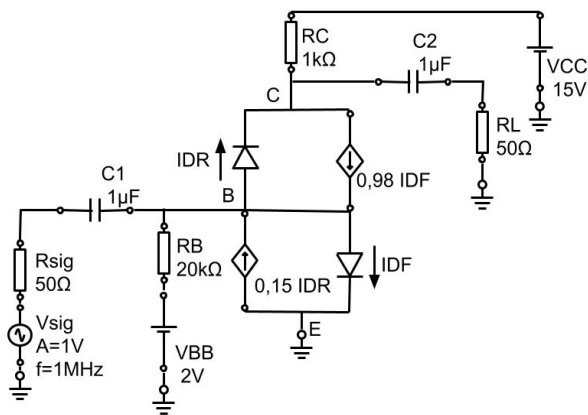 RC
1kΩ
C2
1µF
VCC
15V
C
RL
50Ω
IDR
0,98 IDF
C1
1µF
B
RB
20kΩ
IDF
Rsig
50Ω
0,15 IDR
E
Vsig
A=1V
f=1MHz
VBB
2V